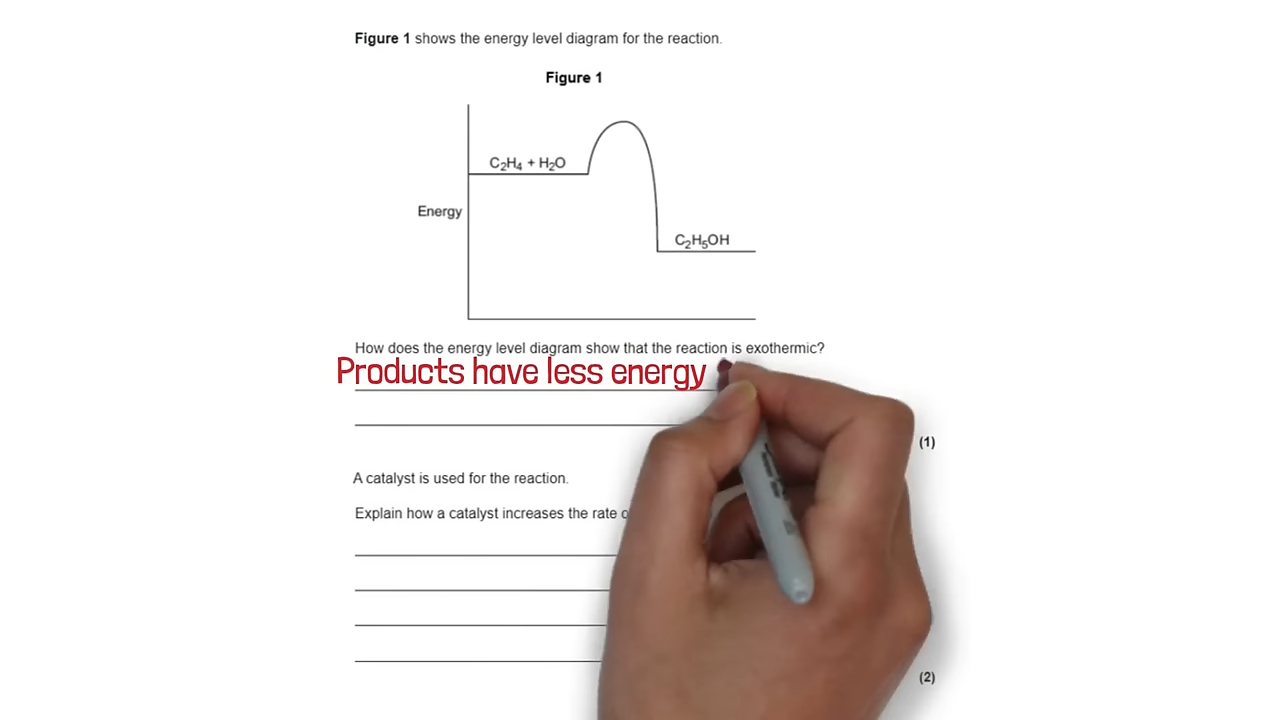 Figure 1 shows the energy level diagram for the reaction.
Figure 1
C₂H₄ + H₂O
Energy
C₂H₅OH
How does the energy level diagram show that the reaction is exothermic?
Products have less energy
(1)
A catalyst is used for the reaction.
Explain how a catalyst increases the rate
(2)